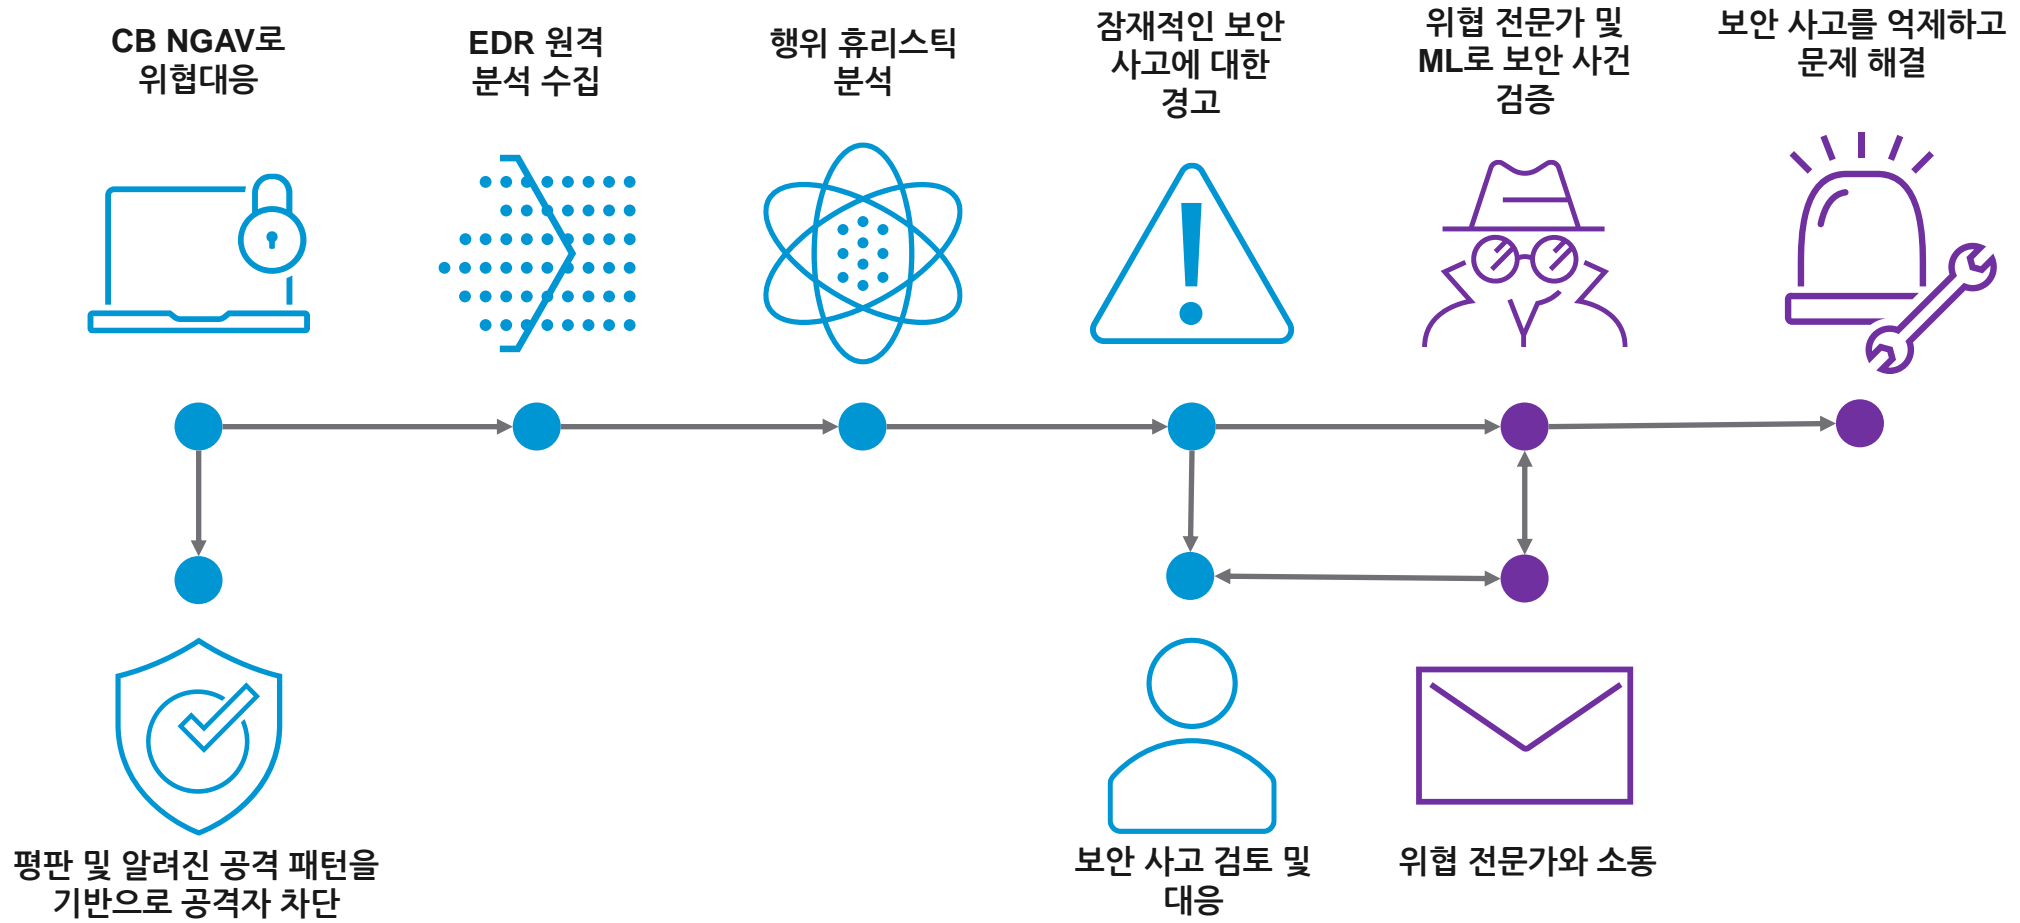 CB NGAV로
위협대응
EDR 원격
분석 수집
행위 휴리스틱
분석
잠재적인 보안
사고에 대한
경고
위협 전문가 및
ML로 보안 사건
검증
보안 사고를 억제하고
문제 해결
평판 및 알려진 공격 패턴을
기반으로 공격자 차단
보안 사고 검토 및
대응
위협 전문가와 소통